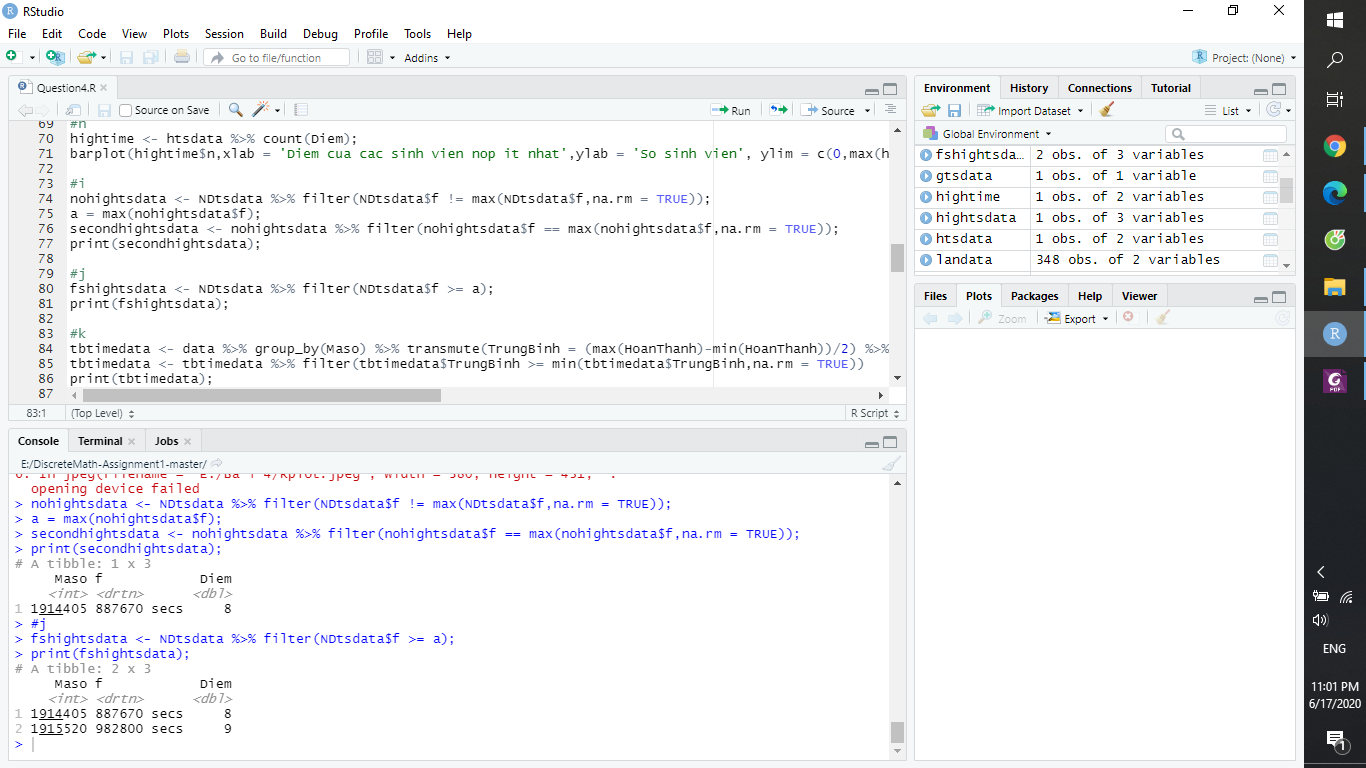 RStudio
File Edit Code View Plots Session Build Debug Profile Tools Help
Go to file/function
Addins
Project: (None)
Question4.R
Source on Save
Run
Source
69 #h
70 hightime <- htsdata %>% count(Diem);
71 barplot(hightime$n,xlab = 'Diem cua cac sinh vien nop it nhat',ylab = 'So sinh vien', ylim = c(0,max(h
72
73 #i
74 nohightsdata <- NDtsdata %>% filter(NDtsdata$f != max(NDtsdata$f,na.rm = TRUE));
75 a = max(nohightsdata$f);
76 secondhightsdata <- nohightsdata %>% filter(nohightsdata$f == max(nohightsdata$f,na.rm = TRUE));
77 print(secondhightsdata);
78
79 #j
80 fshightsdata <- NDtsdata %>% filter(NDtsdata$f >= a);
81 print(fshightsdata);
82
83 #k
84 tbtimedata <- data %>% group_by(Maso) %>% transmute(TrungBinh = (max(HoanThanh)-min(HoanThanh))/2) %>%
85 tbtimedata <- tbtimedata %>% filter(tbtimedata$TrungBinh >= min(tbtimedata$TrungBinh,na.rm = TRUE))
86 print(tbtimedata);
87
83:1 (Top Level) R Script
Console Terminal Jobs
E:/DiscreteMath-Assignment1-master/
opening device failed
> nohightsdata <- NDtsdata %>% filter(NDtsdata$f != max(NDtsdata$f,na.rm = TRUE));
> a = max(nohightsdata$f);
> secondhightsdata <- nohightsdata %>% filter(nohightsdata$f == max(nohightsdata$f,na.rm = TRUE));
> print(secondhightsdata);
# A tibble: 1 x 3
Maso f Diem
<int> <drtn> <dbl>
1 1914405 887670 secs 8
> #j
> fshightsdata <- NDtsdata %>% filter(NDtsdata$f >= a);
> print(fshightsdata);
# A tibble: 2 x 3
Maso f Diem
<int> <drtn> <dbl>
1 1914405 887670 secs 8
2 1915520 982800 secs 9
>
Environment History Connections Tutorial
Import Dataset
List
Global Environment
fshightsda… 2 obs. of 3 variables
gtsdata 1 obs. of 1 variable
hightime 1 obs. of 2 variables
hightsdata 1 obs. of 3 variables
htsdata 1 obs. of 2 variables
landata 348 obs. of 2 variables
Files Plots Packages Help Viewer
Zoom
Export
PDF
ENG
11:01 PM
6/17/2020
1